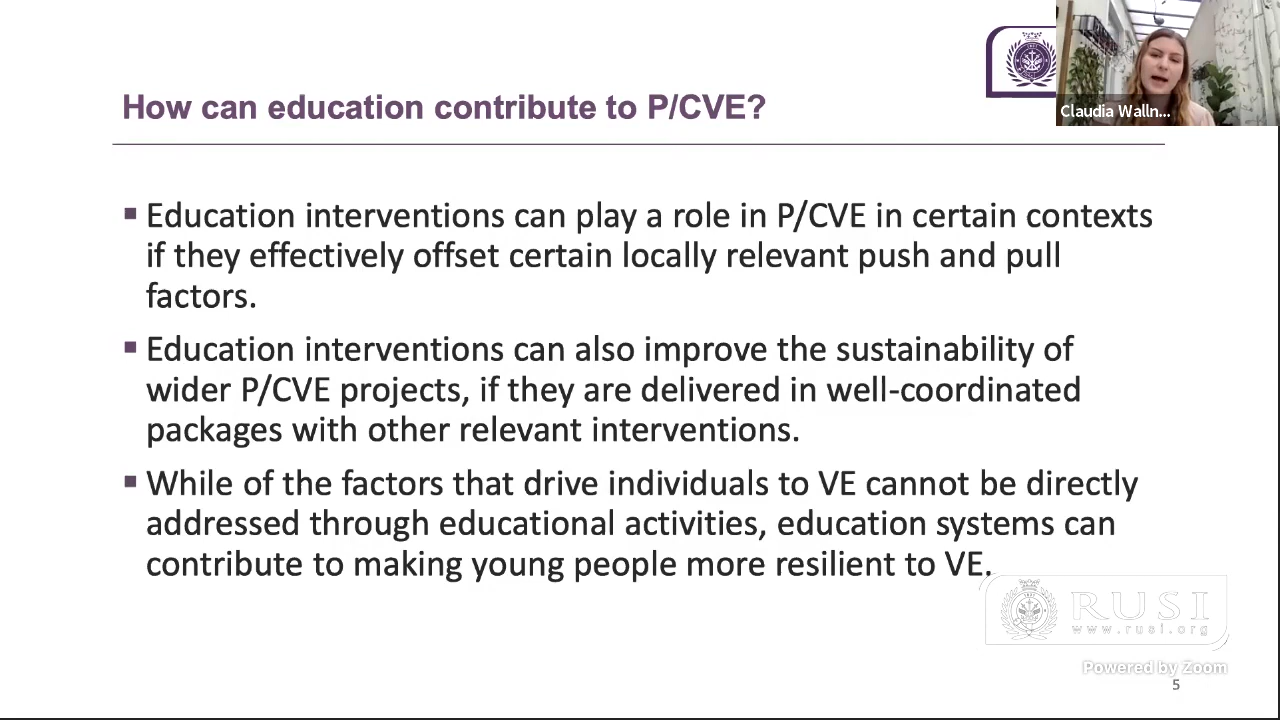 How can education contribute to P/CVE?
Claudia Walln...
▪ Education interventions can play a role in P/CVE in certain contexts
if they effectively offset certain locally relevant push and pull
factors.
▪ Education interventions can also improve the sustainability of
wider P/CVE projects, if they are delivered in well-coordinated
packages with other relevant interventions.
▪ While of the factors that drive individuals to VE cannot be directly
addressed through educational activities, education systems can
contribute to making young people more resilient to VE.
RUSI
www.rusi.org
Powered by Zoom
5